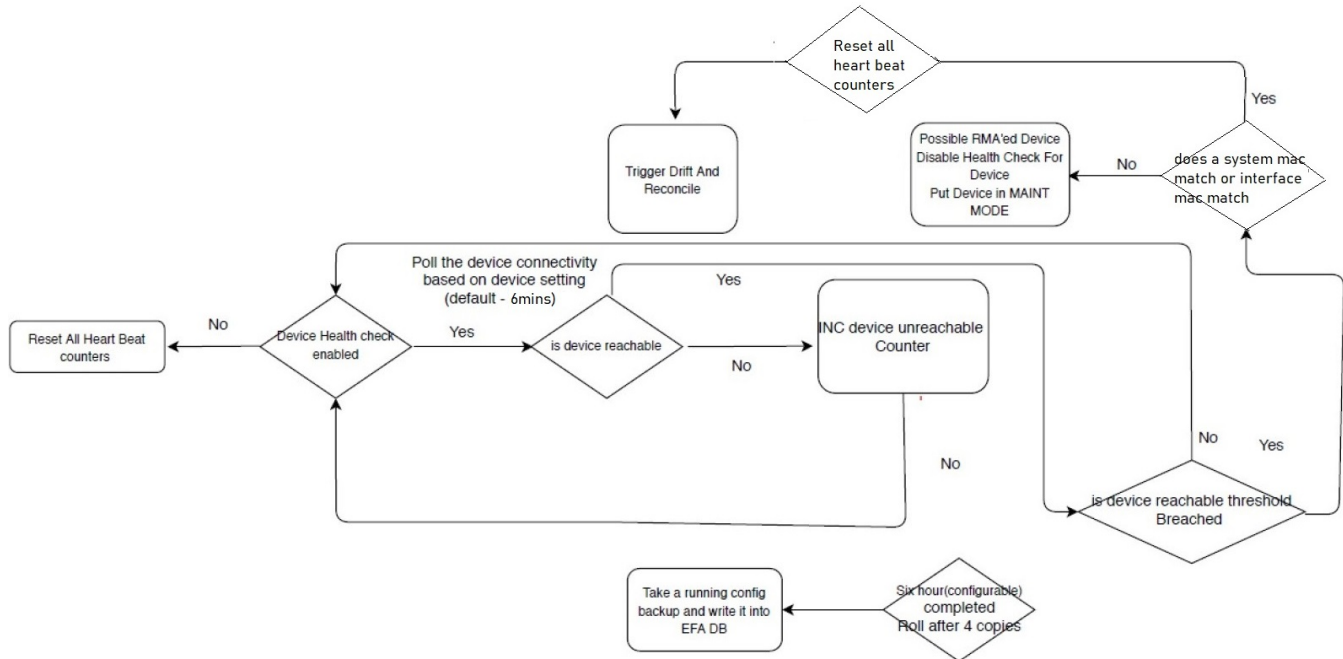 Reset all
heart beat
counters
Yes
Trigger Drift And
Reconcile
Possible RMA'ed Device
Disable Health Check For
Device
Put Device in MAINT
MODE
No
does a system mac
match or interface
mac match
Poll the device connectivity
based on device setting
(default - 6mins)
Yes
Reset All Heart Beat
counters
No
Device Health check
enabled
Yes
is device reachable
No
INC device unreachable
Counter
No
No
Yes
is device reachable threshold
Breached
Take a running config
backup and write it into
EFA DB
Six hour(configurable)
completed
Roll after 4 copies